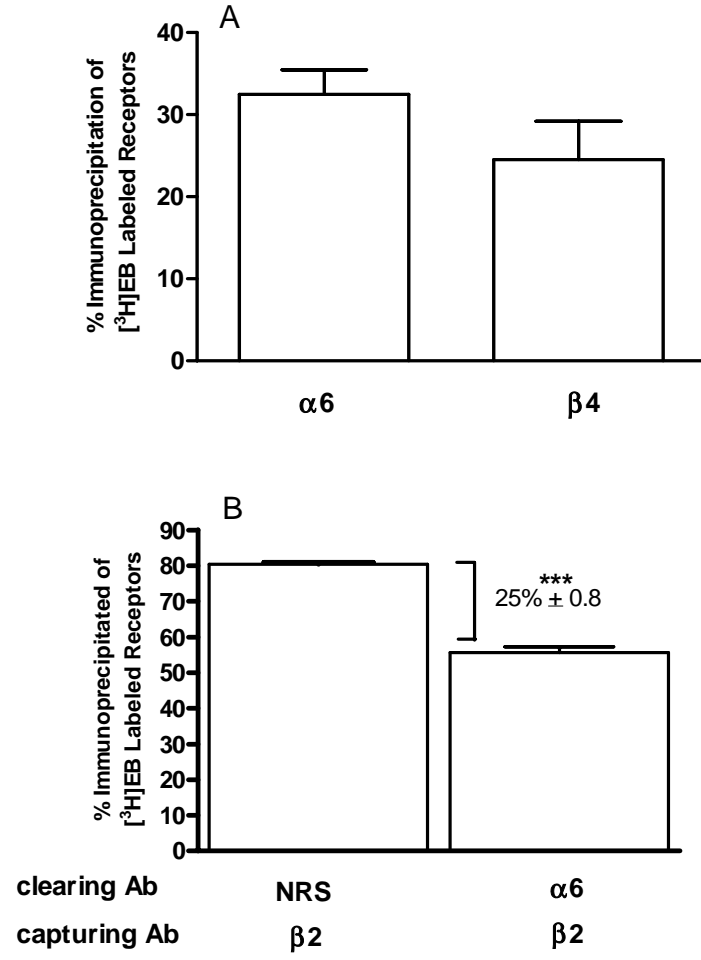 A
% Immunoprecipitation of
[³H]EB Labeled Receptors
40
30
20
10
0
α6
β4
B
% Immunoprecipitated of
[³H]EB Labeled Receptors
90
80
70
60
50
40
30
20
10
0
***
25% ± 0.8
clearing Ab NRS α6
capturing Ab β2 β2